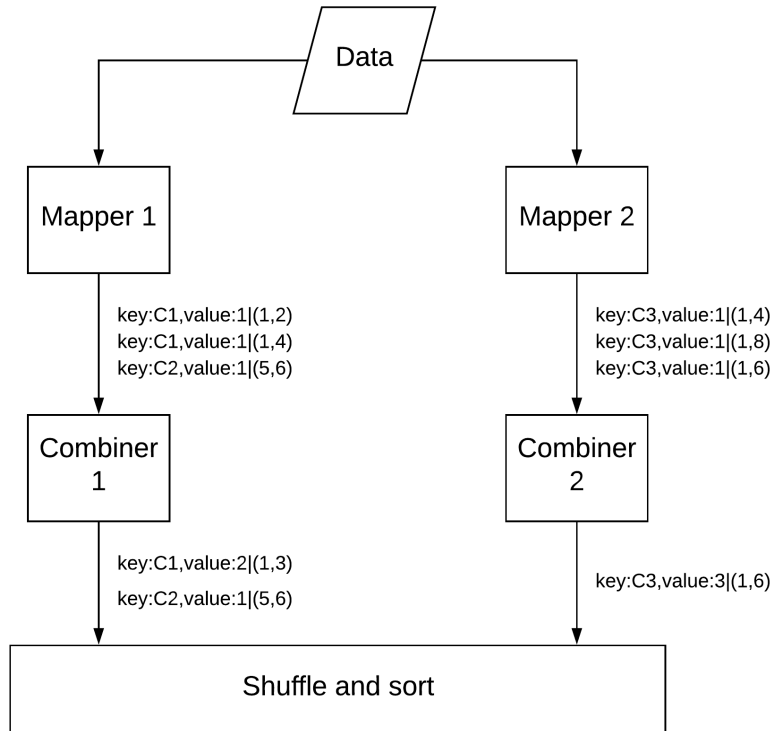 Data
Mapper 1
Mapper 2
key:C1,value:1|(1,2)
key:C1,value:1|(1,4)
key:C2,value:1|(5,6)
key:C3,value:1|(1,4)
key:C3,value:1|(1,8)
key:C3,value:1|(1,6)
Combiner
1
Combiner
2
key:C1,value:2|(1,3)
key:C2,value:1|(5,6)
key:C3,value:3|(1,6)
Shuffle and sort